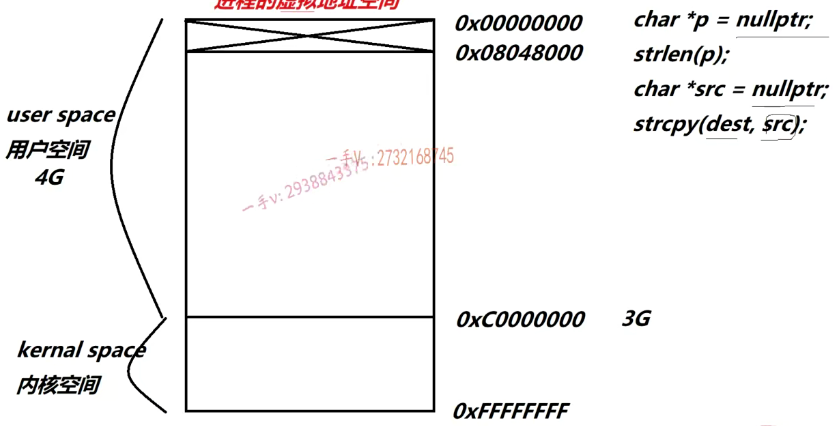 进程的虚拟地址空间
0x00000000
char *p = nullptr;
0x08048000
strlen(p);
char *src = nullptr;
strcpy(dest, src);
user space
用户空间
4G
一手v:2732168745
一手v:2938843375
0xC0000000
3G
kernal space
内核空间
0xFFFFFFFF